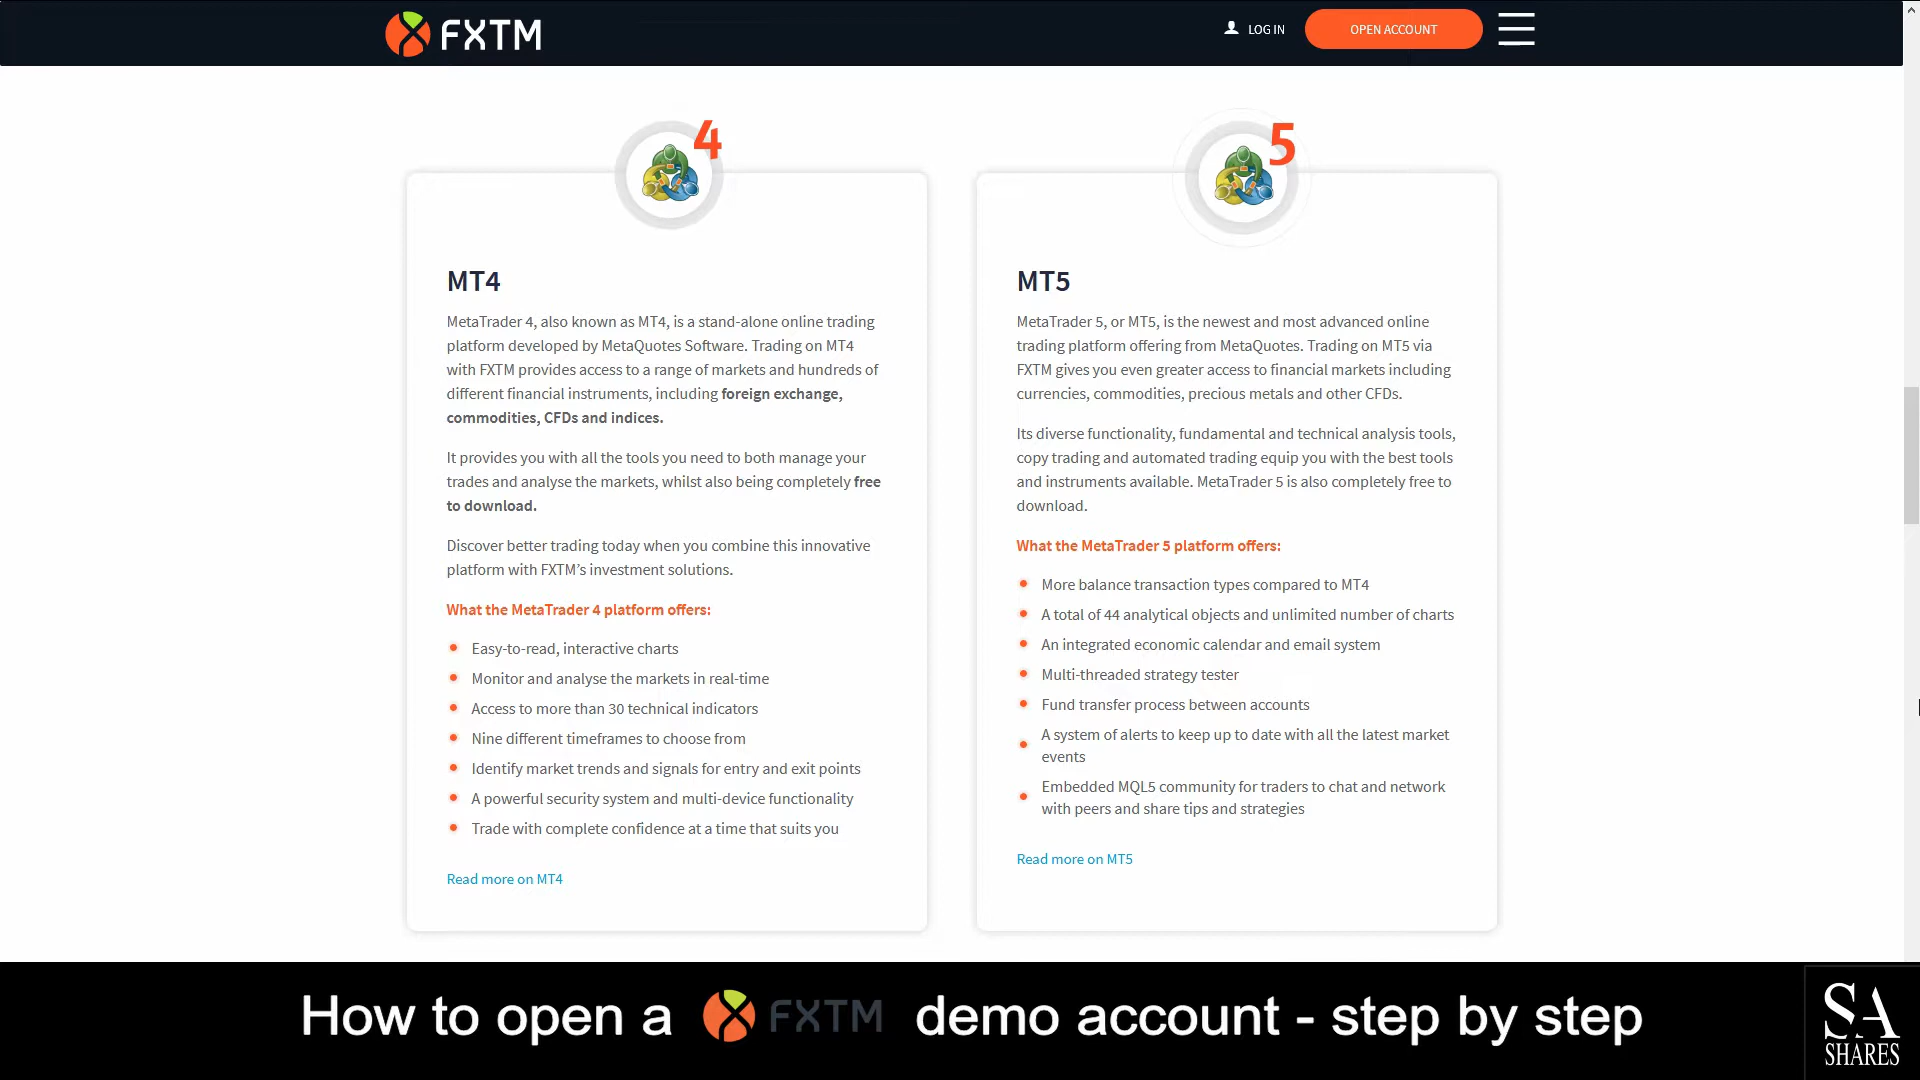 FXTM
LOG IN
OPEN ACCOUNT
4
5
MT4
MetaTrader 4, also known as MT4, is a stand-alone online trading
platform developed by MetaQuotes Software. Trading on MT4
with FXTM provides access to a range of markets and hundreds of
different financial instruments, including foreign exchange,
commodities, CFDs and indices.
It provides you with all the tools you need to both manage your
trades and analyse the markets, whilst also being completely free
to download.
Discover better trading today when you combine this innovative
platform with FXTM’s investment solutions.
What the MetaTrader 4 platform offers:
Easy-to-read, interactive charts
Monitor and analyse the markets in real-time
Access to more than 30 technical indicators
Nine different timeframes to choose from
Identify market trends and signals for entry and exit points
A powerful security system and multi-device functionality
Trade with complete confidence at a time that suits you
Read more on MT4
MT5
MetaTrader 5, or MT5, is the newest and most advanced online
trading platform offering from MetaQuotes. Trading on MT5 via
FXTM gives you even greater access to financial markets including
currencies, commodities, precious metals and other CFDs.
Its diverse functionality, fundamental and technical analysis tools,
copy trading and automated trading equip you with the best tools
and instruments available. MetaTrader 5 is also completely free to
download.
What the MetaTrader 5 platform offers:
More balance transaction types compared to MT4
A total of 44 analytical objects and unlimited number of charts
An integrated economic calendar and email system
Multi-threaded strategy tester
Fund transfer process between accounts
A system of alerts to keep up to date with all the latest market
events
Embedded MQL5 community for traders to chat and network
with peers and share tips and strategies
Read more on MT5
How to open a FXTM demo account - step by step
SA
SHARES